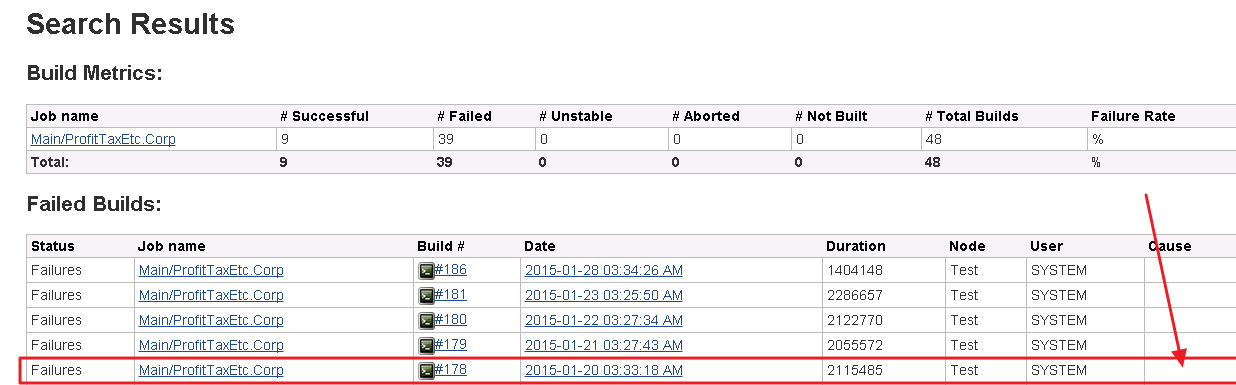 Search Results
Build Metrics:
Job name # Successful # Failed # Unstable # Aborted # Not Built # Total Builds Failure Rate
Main/ProfitTaxEtc.Corp 9 39 0 0 0 48 %
Total: 9 39 0 0 0 48 %
Failed Builds:
Status Job name Build # Date Duration Node User Cause
Failures Main/ProfitTaxEtc.Corp #186 2015-01-28 03:34:26 AM 1404148 Test SYSTEM
Failures Main/ProfitTaxEtc.Corp #181 2015-01-23 03:25:50 AM 2286657 Test SYSTEM
Failures Main/ProfitTaxEtc.Corp #180 2015-01-22 03:27:34 AM 2122770 Test SYSTEM
Failures Main/ProfitTaxEtc.Corp #179 2015-01-21 03:27:43 AM 2055572 Test SYSTEM
Failures Main/ProfitTaxEtc.Corp #178 2015-01-20 03:33:18 AM 2115485 Test SYSTEM